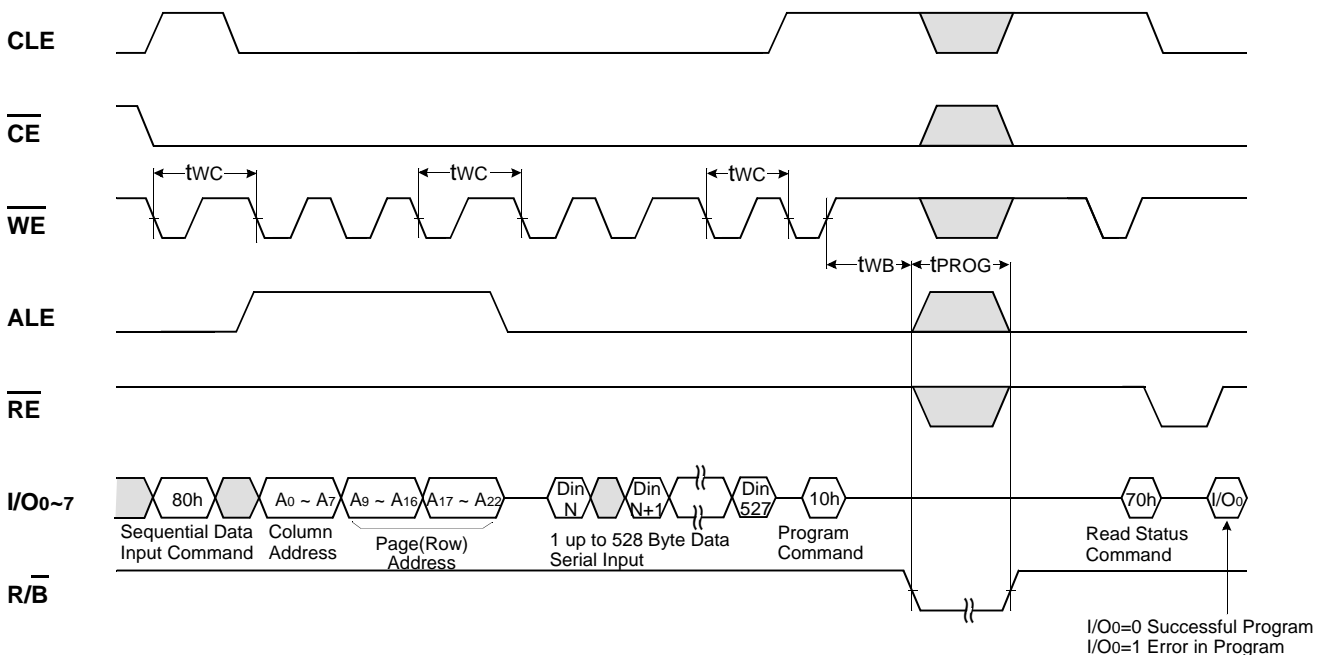 CLE
CE
tWC tWC tWC
WE
tWB tPROG
ALE
RE
I/O0~7 80h A0 ~ A7 A9 ~ A16 A17 ~ A22 Din N Din N+1 Din 527 10h 70h I/O0
Sequential Data Input Command
Column Address
Page(Row) Address
1 up to 528 Byte Data Serial Input
Program Command
Read Status Command
R/B
I/O0=0 Successful Program
I/O0=1 Error in Program